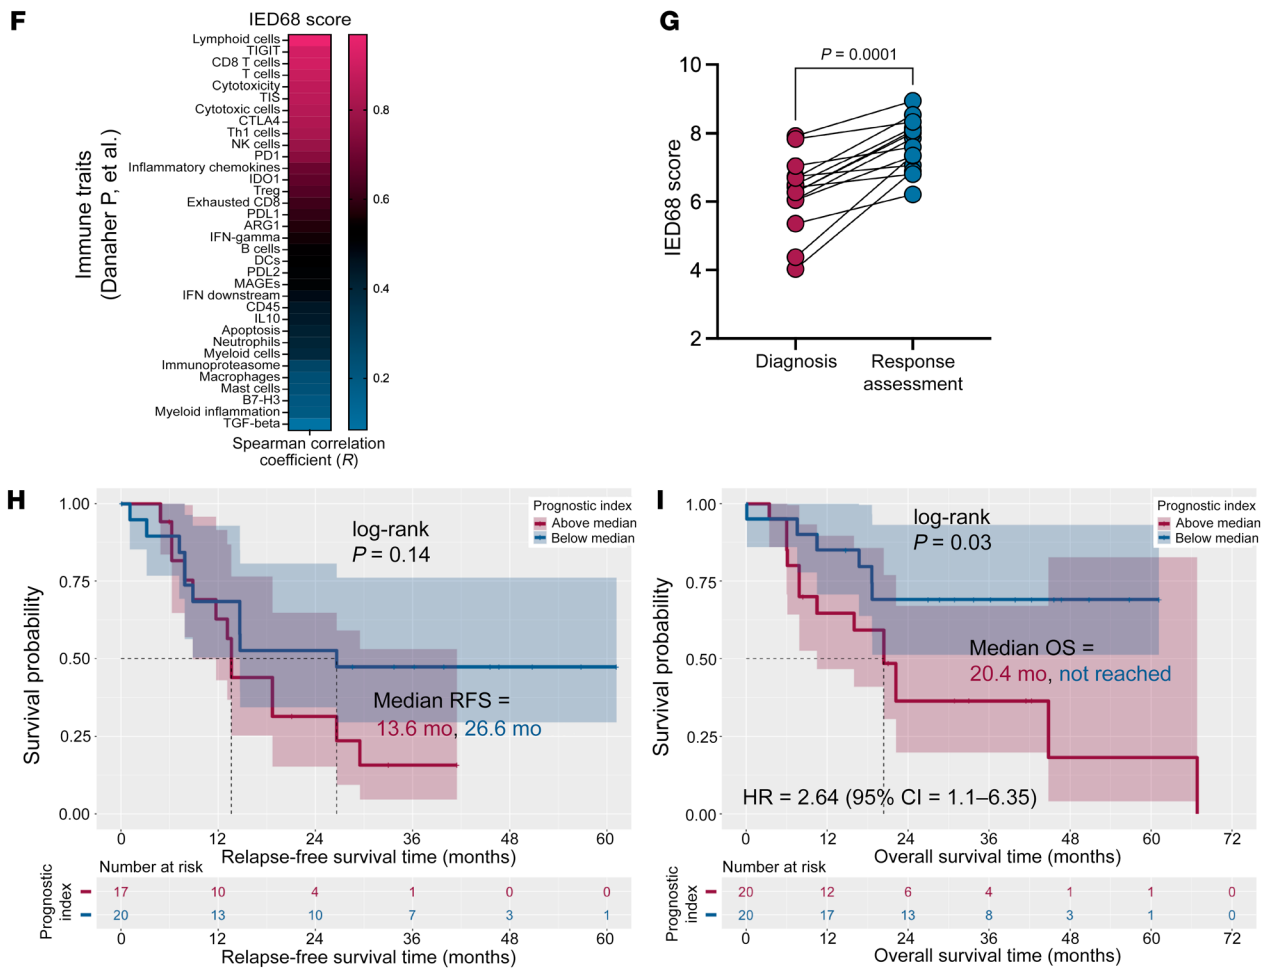 F
IED68 score
Immune traits
(Danaher P, et al.)
Lymphoid cells
TIGIT
CD8 T cells
T cells
Cytotoxicity
TIS
Cytotoxic cells
CTLA4
Th1 cells
NK cells
PD1
Inflammatory chemokines
IDO1
Treg
Exhausted CD8
PDL1
ARG1
IFN-gamma
B cells
DCs
PDL2
MAGEs
IFN downstream
CD45
IL10
Apoptosis
Neutrophils
Myeloid cells
Immunoproteasome
Macrophages
Mast cells
B7-H3
Myeloid inflammation
TGF-beta
0.8
0.6
0.4
0.2
Spearman correlation
coefficient (R)
G
P = 0.0001
IED68 score
10
8
6
4
2
Diagnosis
Response
assessment
H
Survival probability
1.00
0.75
0.50
0.25
0.00
log-rank
P = 0.14
Prognostic index
Above median
Below median
Median RFS =
13.6 mo, 26.6 mo
0 12 24 36 48 60
Relapse-free survival time (months)
Number at risk
Prognostic
index
17 10 4 1 0 0
20 13 10 7 3 1
0 12 24 36 48 60
Relapse-free survival time (months)
I
Survival probability
1.00
0.75
0.50
0.25
0.00
log-rank
P = 0.03
Prognostic index
Above median
Below median
Median OS =
20.4 mo, not reached
HR = 2.64 (95% CI = 1.1–6.35)
0 12 24 36 48 60 72
Overall survival time (months)
Number at risk
Prognostic
index
20 12 6 4 1 1 0
20 17 13 8 3 1 0
0 12 24 36 48 60 72
Overall survival time (months)